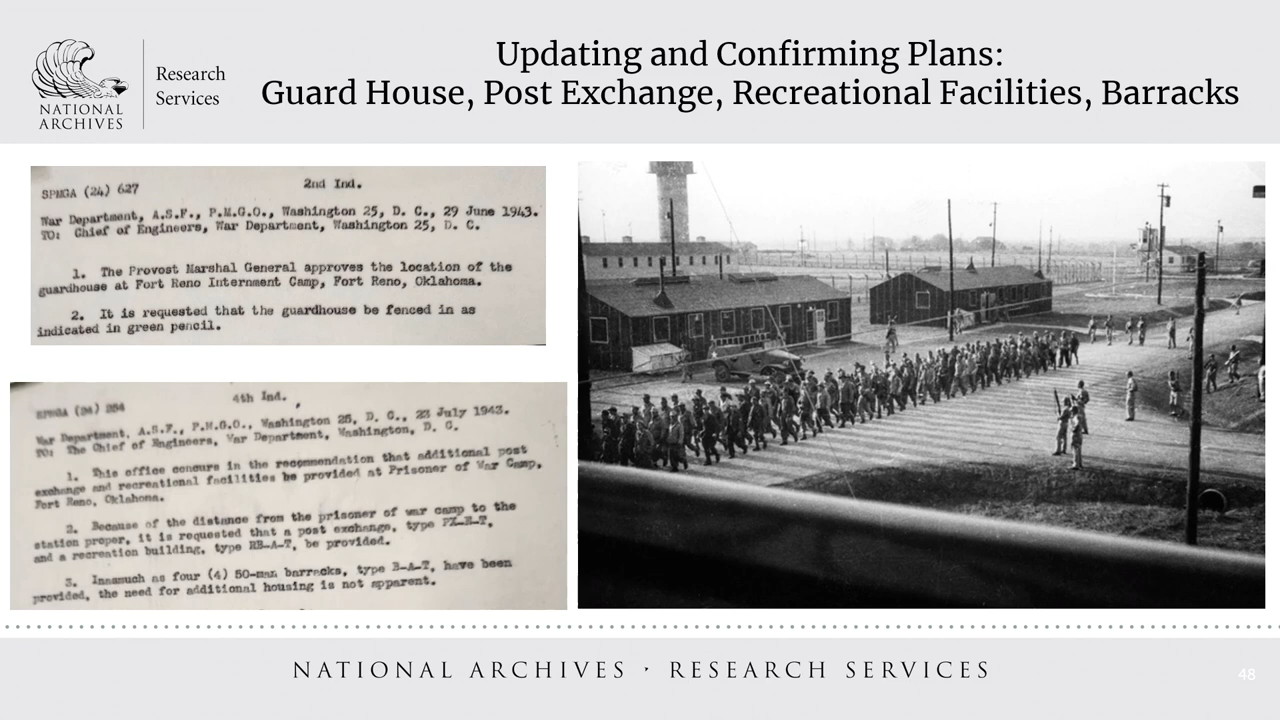 NATIONAL
ARCHIVES
Research
Services
Updating and Confirming Plans:
Guard House, Post Exchange, Recreational Facilities, Barracks
SPMGA (24) 627
2nd Ind.
War Department, A.S.F., P.M.G.O., Washington 25, D. C., 29 June 1943.
TO: Chief of Engineers, War Department, Washington 25, D. C.
1. The Provost Marshal General approves the location of the
guardhouse at Fort Reno Internment Camp, Fort Reno, Oklahoma.
2. It is requested that the guardhouse be fenced in as
indicated in green pencil.
SPMGA (24) 254
4th Ind.
War Department, A.S.F., P.M.G.O., Washington 25, D. C., 23 July 1943.
TO: The Chief of Engineers, War Department, Washington, D. C.
1. This office concurs in the recommendation that additional post
exchange and recreational facilities be provided at Prisoner of War Camp,
Fort Reno, Oklahoma.
2. Because of the distance from the prisoner of war camp to the
station proper, it is requested that a post exchange, type PX-E-T,
and a recreation building, type RB-A-T, be provided.
3. Inasmuch as four (4) 50-man barracks, type B-A-T, have been
provided, the need for additional housing is not apparent.
NATIONAL ARCHIVES · RESEARCH SERVICES
48